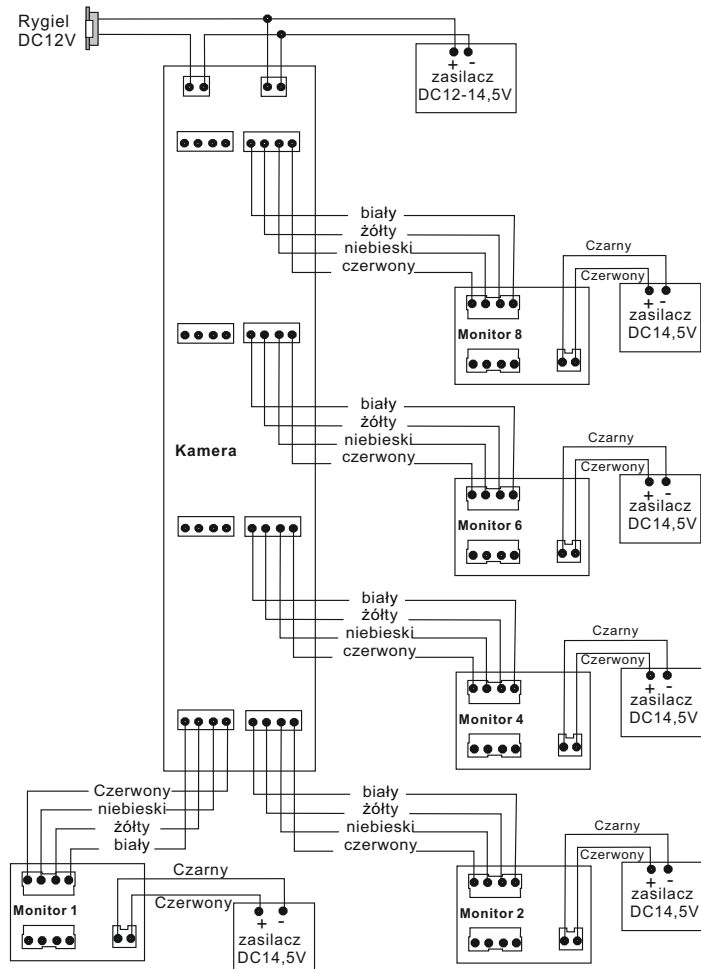 Rygiel
DC12V
+ -
zasilacz
DC12-14,5V
biały
żółty
niebieski
czerwony
Czarny
Czerwony
+ -
zasilacz
DC14,5V
Monitor 8
Kamera
biały
żółty
niebieski
czerwony
Czarny
Czerwony
+ -
zasilacz
DC14,5V
Monitor 6
biały
żółty
niebieski
czerwony
Czarny
Czerwony
+ -
zasilacz
DC14,5V
Monitor 4
Czerwony
niebieski
żółty
biały
Monitor 1
Czarny
Czerwony
+ -
zasilacz
DC14,5V
biały
żółty
niebieski
czerwony
Czarny
Czerwony
+ -
zasilacz
DC14,5V
Monitor 2